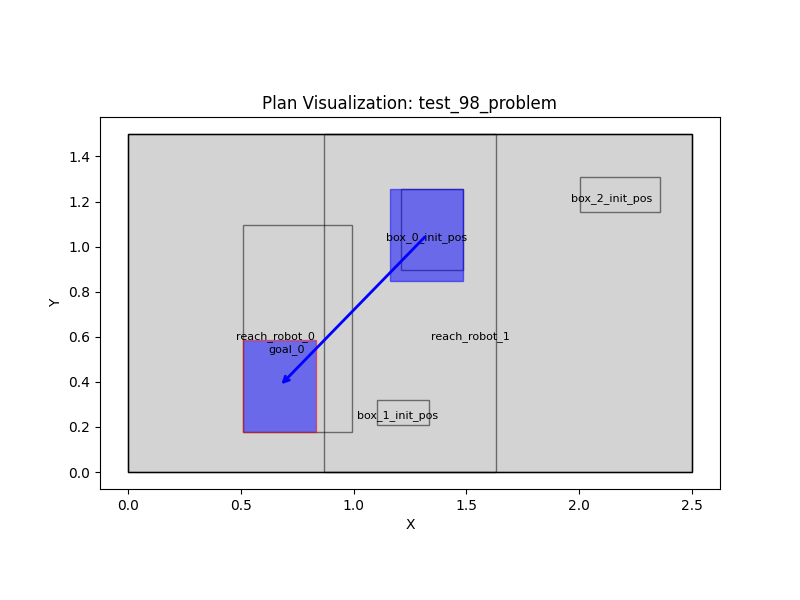 Plan Visualization: test_98_problem
1.4
1.2
1.0
0.8
0.6
0.4
0.2
0.0
Y
box_2_init_pos
box_0_init_pos
reach_robot_0
reach_robot_1
goal_0
box_1_init_pos
0.0
0.5
1.0
1.5
2.0
2.5
X